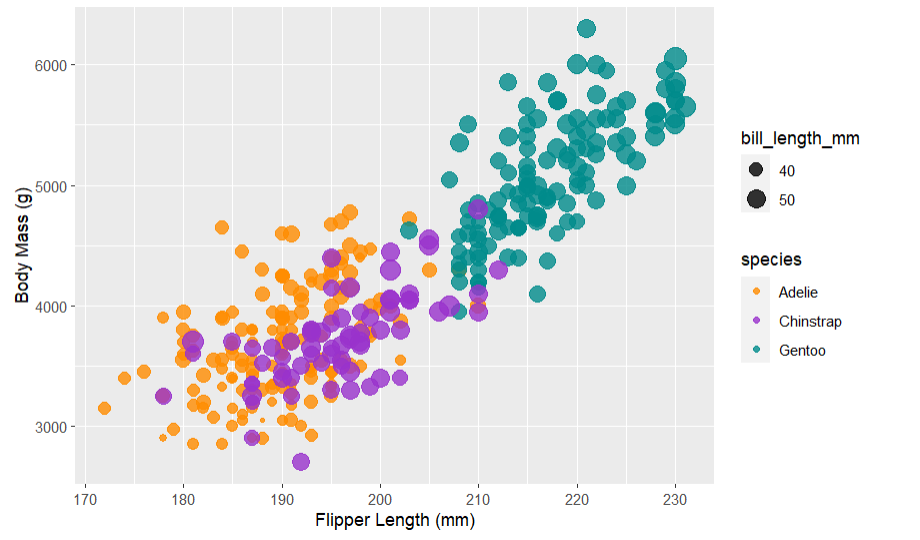 6000
5000
4000
3000
Body Mass (g)
170 180 190 200 210 220 230
Flipper Length (mm)
bill_length_mm
40
50
species
Adelie
Chinstrap
Gentoo